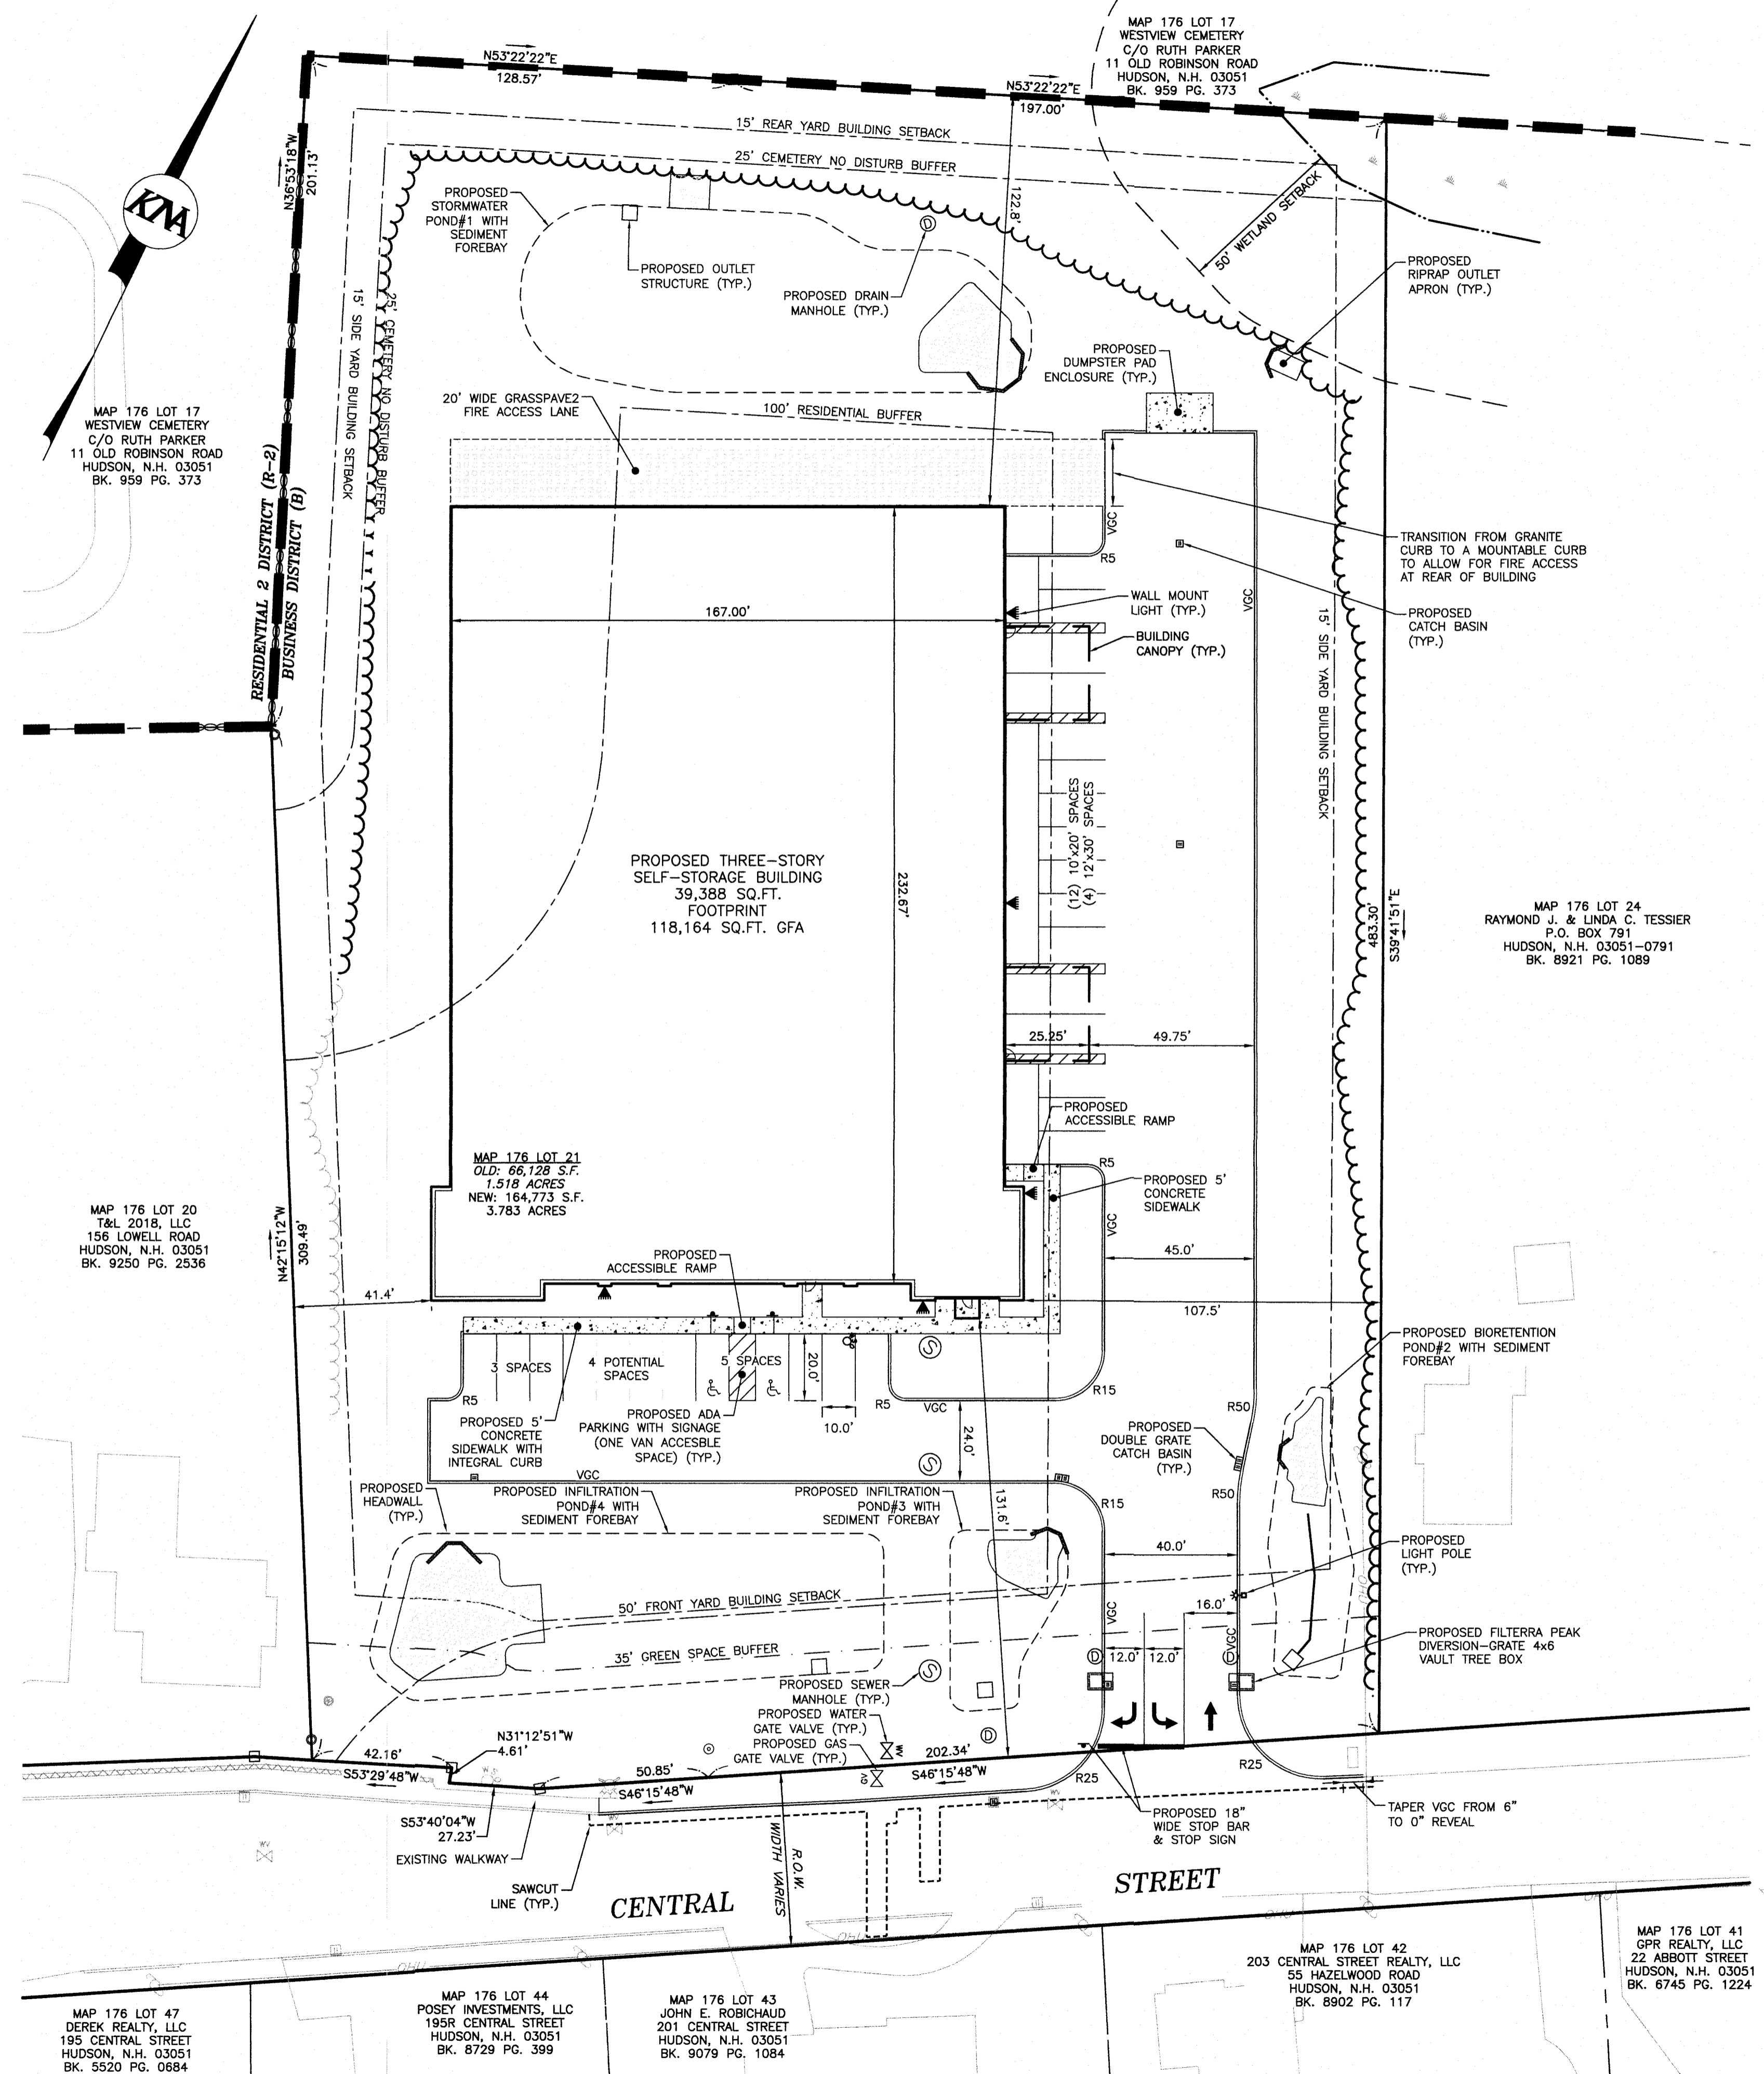 MAP 176 LOT 17
WESTVIEW CEMETERY
C/O RUTH PARKER
11 OLD ROBINSON ROAD
HUDSON, N.H. 03051
BK. 959 PG. 373
N53°22'22"E
128.57'
N53°22'22"E
197.00'
15' REAR YARD BUILDING SETBACK
25' CEMETERY NO DISTURB BUFFER
N36°53'18"W
201.13'
KNA
PROPOSED
STORMWATER
POND#1 WITH
SEDIMENT
FOREBAY
122.8'
50' WETLAND SETBACK
D
PROPOSED OUTLET
STRUCTURE (TYP.)
PROPOSED DRAIN
MANHOLE (TYP.)
PROPOSED
RIPRAP OUTLET
APRON (TYP.)
15' SIDE YARD BUILDING SETBACK
25' CEMETERY NO DISTURB BUFFER
PROPOSED
DUMPSTER PAD
ENCLOSURE (TYP.)
20' WIDE GRASSPAVE2
FIRE ACCESS LANE
100' RESIDENTIAL BUFFER
MAP 176 LOT 17
WESTVIEW CEMETERY
C/O RUTH PARKER
11 OLD ROBINSON ROAD
HUDSON, N.H. 03051
BK. 959 PG. 373
RESIDENTIAL 2 DISTRICT (R-2)
BUSINESS DISTRICT (B)
VGC
R5
TRANSITION FROM GRANITE
CURB TO A MOUNTABLE CURB
TO ALLOW FOR FIRE ACCESS
AT REAR OF BUILDING
167.00'
WALL MOUNT
LIGHT (TYP.)
VGC
PROPOSED
CATCH BASIN
(TYP.)
BUILDING
CANOPY (TYP.)
15' SIDE YARD BUILDING SETBACK
(12) 10'x20' SPACES
(4) 12'x30' SPACES
PROPOSED THREE-STORY
SELF-STORAGE BUILDING
39,388 SQ.FT.
FOOTPRINT
118,164 SQ.FT. GFA
232.67'
483.30'
S39°41'51"E
MAP 176 LOT 24
RAYMOND J. & LINDA C. TESSIER
P.O. BOX 791
HUDSON, N.H. 03051-0791
BK. 8921 PG. 1089
25.25'
49.75'
PROPOSED
ACCESSIBLE RAMP
R5
MAP 176 LOT 21
OLD: 66,128 S.F.
1.518 ACRES
NEW: 164,773 S.F.
3.783 ACRES
PROPOSED 5'
CONCRETE
SIDEWALK
VGC
MAP 176 LOT 20
T&L 2018, LLC
156 LOWELL ROAD
HUDSON, N.H. 03051
BK. 9250 PG. 2536
N42°15'12"W
309.49'
PROPOSED
ACCESSIBLE RAMP
45.0'
41.4'
107.5'
S
3 SPACES
4 POTENTIAL
SPACES
5 SPACES
20.0'
PROPOSED BIORETENTION
POND#2 WITH SEDIMENT
FOREBAY
R5
R5
VGC
R15
R50
PROPOSED 5'
CONCRETE
SIDEWALK WITH
INTEGRAL CURB
PROPOSED ADA
PARKING WITH SIGNAGE
(ONE VAN ACCESBLE
SPACE) (TYP.)
10.0'
24.0'
PROPOSED
DOUBLE GRATE
CATCH BASIN
(TYP.)
S
VGC
PROPOSED
HEADWALL
(TYP.)
PROPOSED INFILTRATION
POND#4 WITH
SEDIMENT FOREBAY
PROPOSED INFILTRATION
POND#3 WITH
SEDIMENT FOREBAY
131.6'
R15
R50
40.0'
PROPOSED
LIGHT POLE
(TYP.)
OHU
50' FRONT YARD BUILDING SETBACK
16.0'
VGC
VGC
35' GREEN SPACE BUFFER
D
12.0'
12.0'
D
PROPOSED FILTERRA PEAK
DIVERSION-GRATE 4x6
VAULT TREE BOX
S
PROPOSED SEWER
MANHOLE (TYP.)
PROPOSED WATER
GATE VALVE (TYP.)
PROPOSED GAS
GATE VALVE (TYP.)
WV
GV
D
N31°12'51"W
4.61'
42.16'
S53°29'48"W
50.85'
S46°15'48"W
202.34'
S46°15'48"W
R25
R25
S53°40'04"W
27.23'
EXISTING WALKWAY
SAWCUT
LINE (TYP.)
WV
R.O.W.
WIDTH VARIES
PROPOSED 18"
WIDE STOP BAR
& STOP SIGN
TAPER VGC FROM 6"
TO 0" REVEAL
CENTRAL STREET
OHU
OHU
OHU
OHU
MAP 176 LOT 47
DEREK REALTY, LLC
195 CENTRAL STREET
HUDSON, N.H. 03051
BK. 5520 PG. 0684
MAP 176 LOT 44
POSEY INVESTMENTS, LLC
195R CENTRAL STREET
HUDSON, N.H. 03051
BK. 8729 PG. 399
MAP 176 LOT 43
JOHN E. ROBICHAUD
201 CENTRAL STREET
HUDSON, N.H. 03051
BK. 9079 PG. 1084
MAP 176 LOT 42
203 CENTRAL STREET REALTY, LLC
55 HAZELWOOD ROAD
HUDSON, N.H. 03051
BK. 8902 PG. 117
MAP 176 LOT 41
GPR REALTY, LLC
22 ABBOTT STREET
HUDSON, N.H. 03051
BK. 6745 PG. 1224